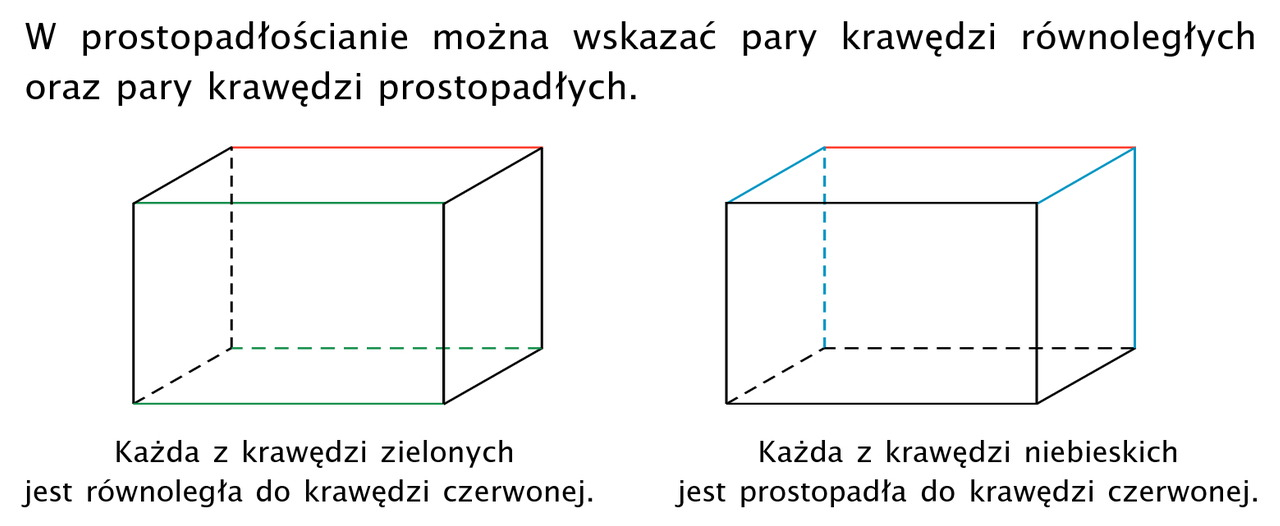 W prostopadłościanie można wskazać pary krawędzi równoległych
oraz pary krawędzi prostopadłych.
Każda z krawędzi zielonych
jest równoległa do krawędzi czerwonej.
Każda z krawędzi niebieskich
jest prostopadła do krawędzi czerwonej.